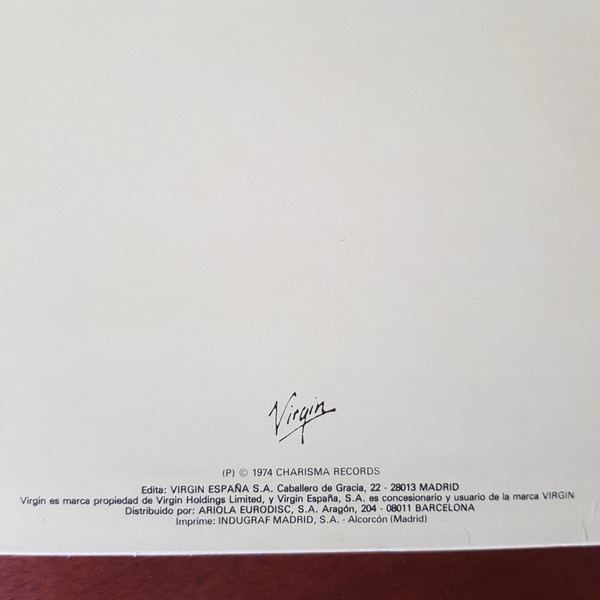 Virgin
(P) © 1974 CHARISMA RECORDS
Edita: VIRGIN ESPAÑA S.A. Caballero de Gracia, 22 - 28013 MADRID
Virgin es marca propiedad de Virgin Holdings Limited, y Virgin España, S.A. es concesionario y usuario de la marca VIRGIN
Distribuido por: ARIOLA EURODISC, S.A. Aragón, 204 - 08011 BARCELONA
Imprime: INDUGRAF MADRID, S.A. - Alcorcón (Madrid)